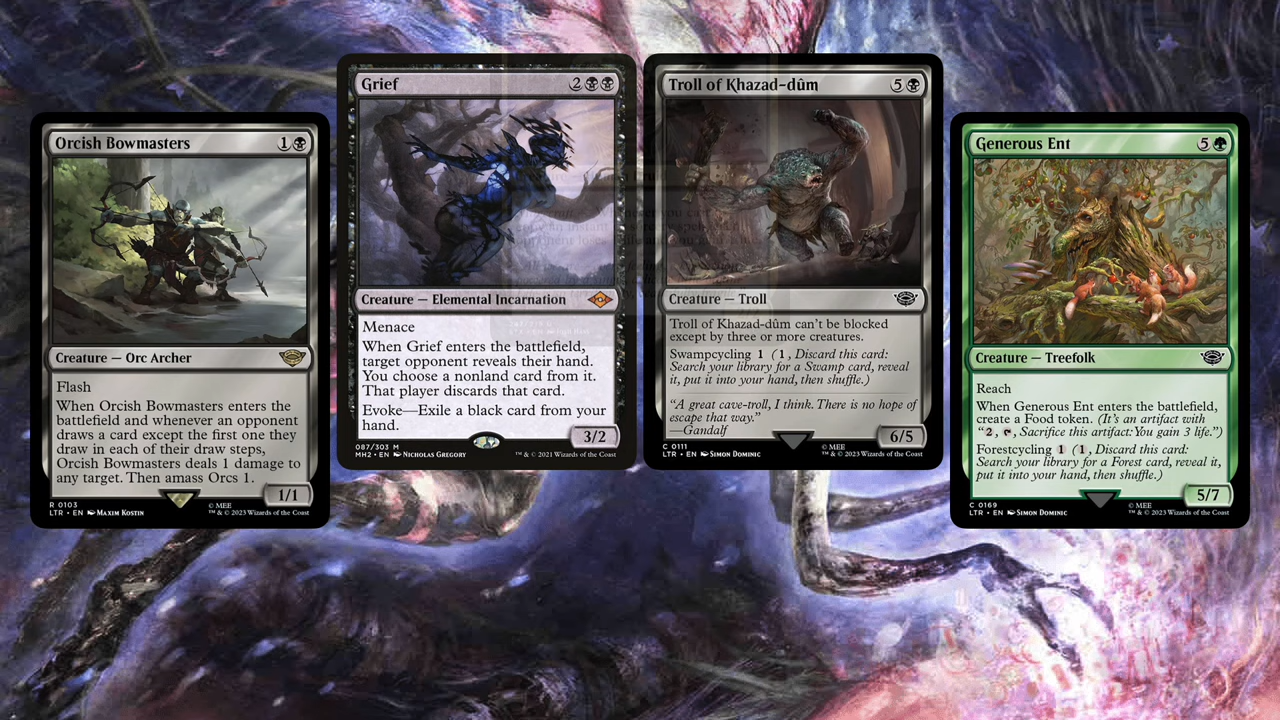 Orcish Bowmasters 1
Creature — Orc Archer
Flash
When Orcish Bowmasters enters the
battlefield and whenever an opponent
draws a card except the first one they
draw in each of their draw steps,
Orcish Bowmasters deals 1 damage to
any target. Then amass Orcs 1.
1/1
R 0103
LTR • EN Maxim Kostin
© MEE
™ & © 2023 Wizards of the Coast
Grief 2
Creature — Elemental Incarnation
Menace
When Grief enters the battlefield,
target opponent reveals their hand.
You choose a nonland card from it.
That player discards that card.
Evoke—Exile a black card from your
hand.
3/2
087/303 M
MH2 • EN Nicholas Gregory
™ & © 2021 Wizards of the Coast
Troll of Khazad-dûm 5
Creature — Troll
Troll of Khazad-dûm can't be blocked
except by three or more creatures.
Swampcycling 1 (1, Discard this card:
Search your library for a Swamp card, reveal
it, put it into your hand, then shuffle.)
“A great cave-troll, I think. There is no hope of
escape that way.”
—Gandalf
6/5
C 0111
LTR • EN Simon Dominic
© MEE
™ & © 2023 Wizards of the Coast
Generous Ent 5
Creature — Treefolk
Reach
When Generous Ent enters the battlefield,
create a Food token. (It's an artifact with
“2, , Sacrifice this artifact: You gain 3 life.”)
Forestcycling 1 (1, Discard this card:
Search your library for a Forest card, reveal it,
put it into your hand, then shuffle.)
5/7
C 0169
LTR • EN Simon Dominic
© MEE
™ & © 2023 Wizards of the Coast